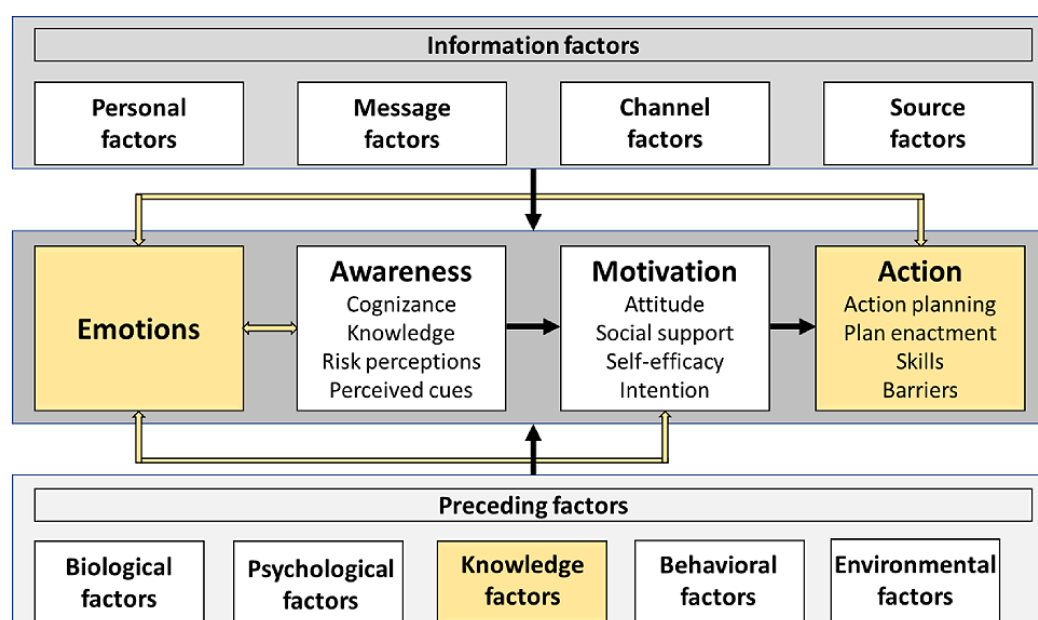 Information factors
Personal
factors
Message
factors
Channel
factors
Source
factors
Emotions
Awareness
Cognizance
Knowledge
Risk perceptions
Perceived cues
Motivation
Attitude
Social support
Self-efficacy
Intention
Action
Action planning
Plan enactment
Skills
Barriers
Preceding factors
Biological
factors
Psychological
factors
Knowledge
factors
Behavioral
factors
Environmental
factors